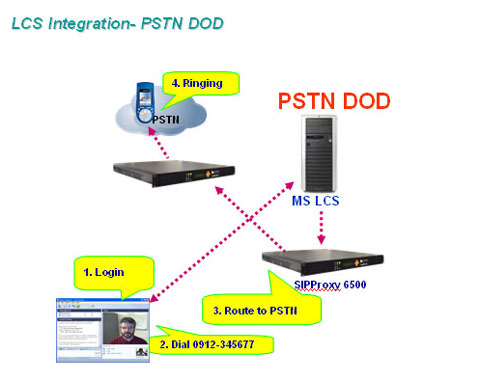 LCS Integration- PSTN DOD
4. Ringing
PSTN
PSTN DOD
MS LCS
1. Login
SIPProxy 6500
3. Route to PSTN
2. Dial 0912-345677